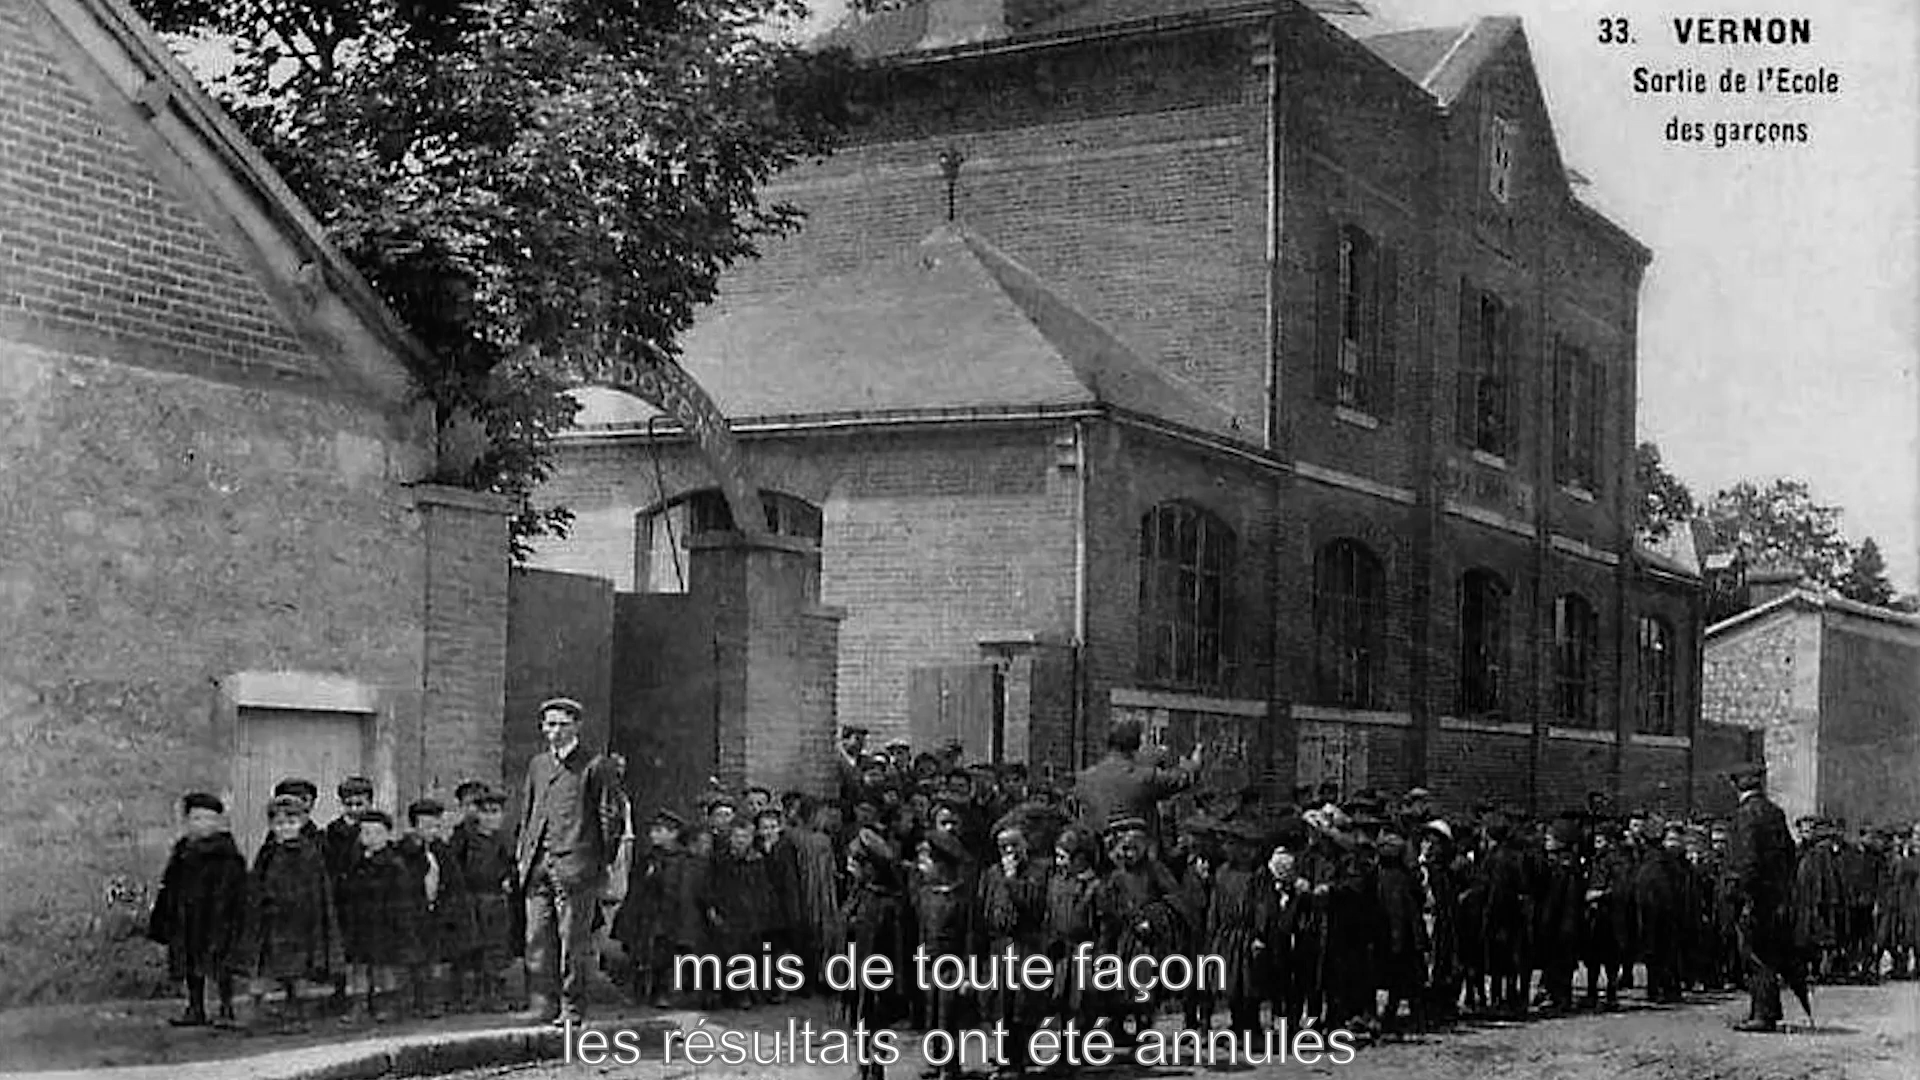 33. VERNON
Sortie de l'Ecole
des garçons
mais de toute façon
les résultats ont été annulés